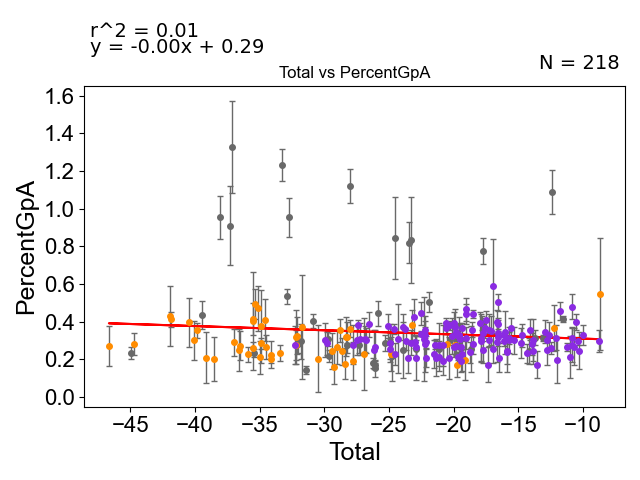 r^2 = 0.01
y = -0.00x + 0.29
N = 218
Total vs PercentGpA
PercentGpA
1.6
1.4
1.2
1.0
0.8
0.6
0.4
0.2
0.0
−45 −40 −35 −30 −25 −20 −15 −10
Total